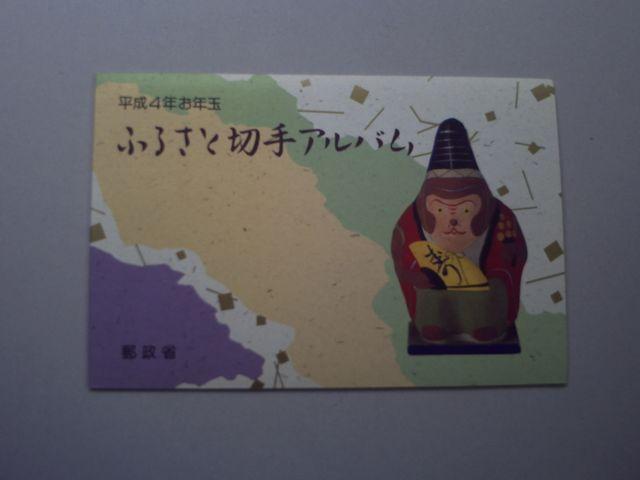 平成4年お年玉
ふるさと切手アルバム
郵政省